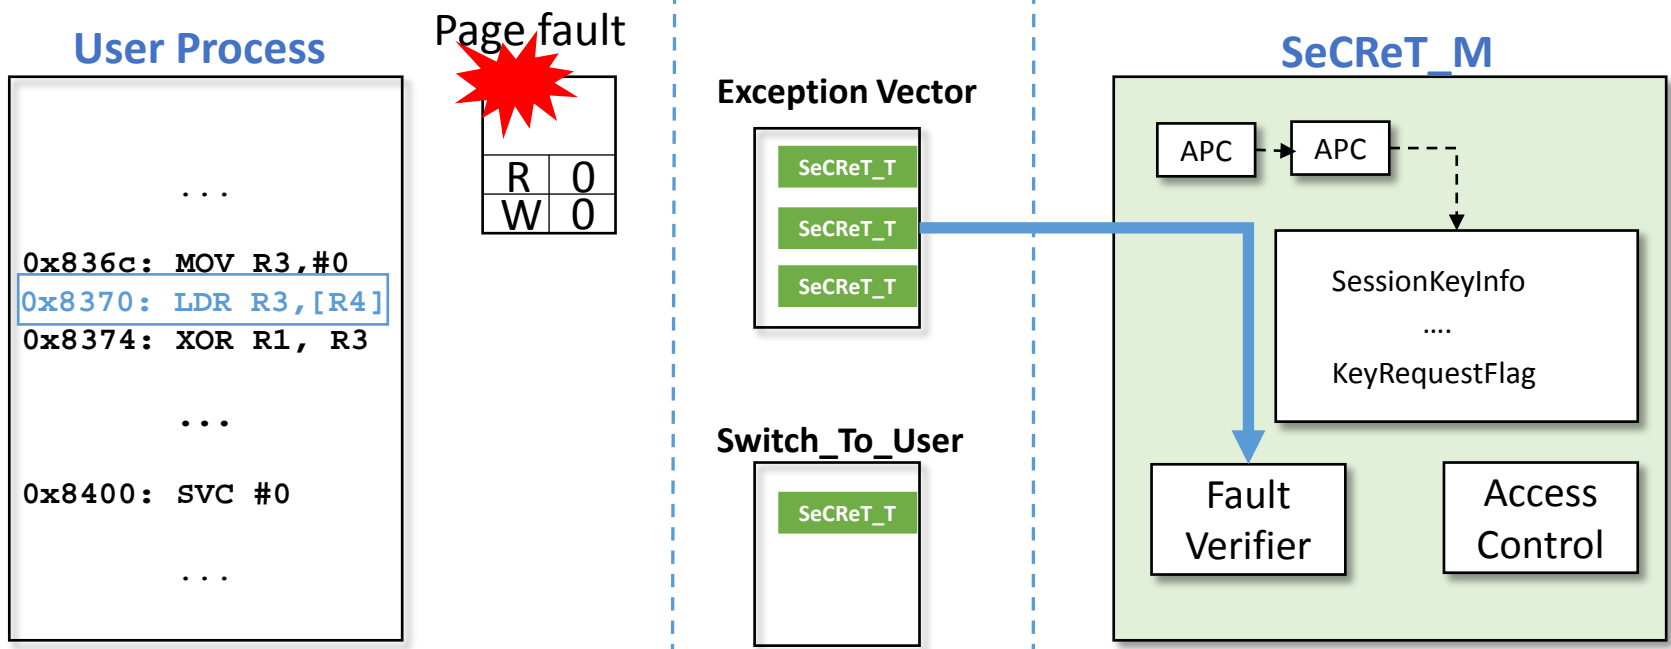 User Process
...
0x836c: MOV R3,#0
0x8370: LDR R3,[R4]
0x8374: XOR R1, R3
...
0x8400: SVC #0
...
Page fault
R 0
W 0
Exception Vector
SeCReT_T
SeCReT_T
SeCReT_T
Switch_To_User
SeCReT_T
SeCReT_M
APC
APC
SessionKeyInfo
....
KeyRequestFlag
Fault
Verifier
Access
Control